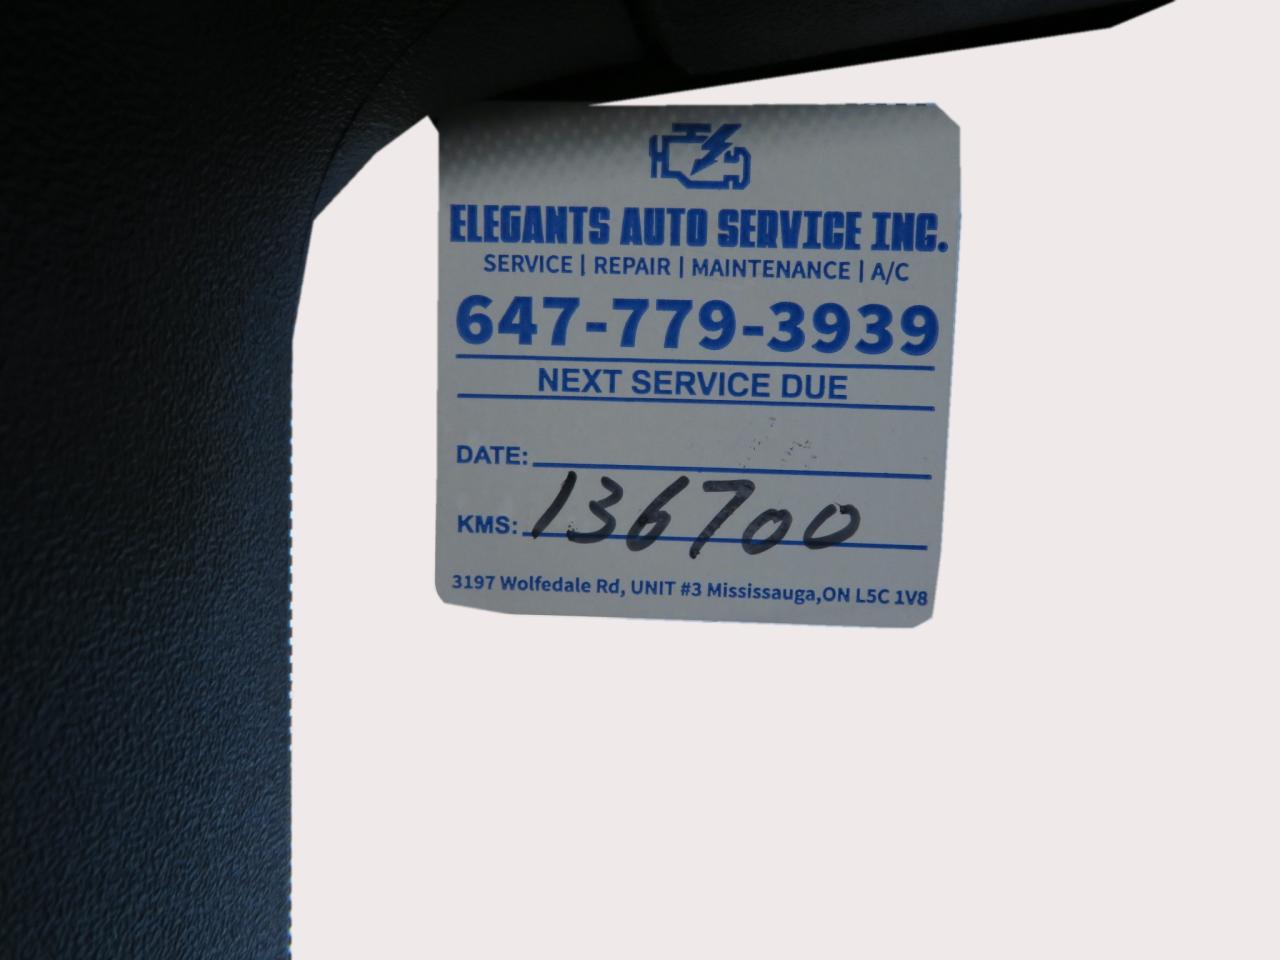 ELEGANTS AUTO SERVICE INC.
SERVICE | REPAIR | MAINTENANCE | A/C
647-779-3939
NEXT SERVICE DUE
DATE:
KMS: 136700
3197 Wolfedale Rd, UNIT #3 Mississauga,ON L5C 1V8